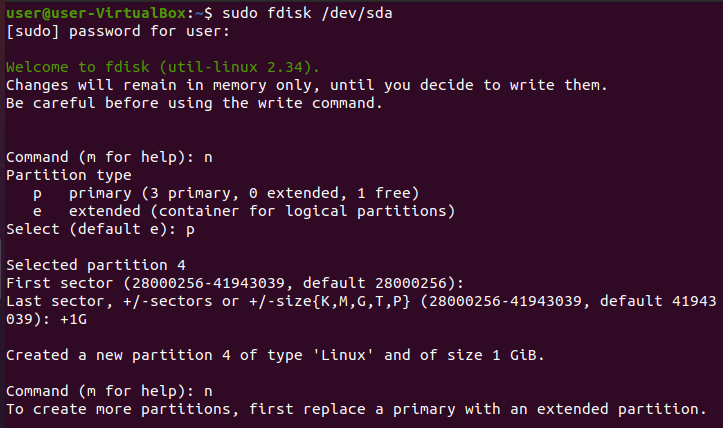 user@user-VirtualBox:~$ sudo fdisk /dev/sda
[sudo] password for user:
Welcome to fdisk (util-linux 2.34).
Changes will remain in memory only, until you decide to write them.
Be careful before using the write command.
Command (m for help): n
Partition type
   p   primary (3 primary, 0 extended, 1 free)
   e   extended (container for logical partitions)
Select (default e): p
Selected partition 4
First sector (28000256-41943039, default 28000256):
Last sector, +/-sectors or +/-size{K,M,G,T,P} (28000256-41943039, default 41943
039): +1G
Created a new partition 4 of type 'Linux' and of size 1 GiB.
Command (m for help): n
To create more partitions, first replace a primary with an extended partition.